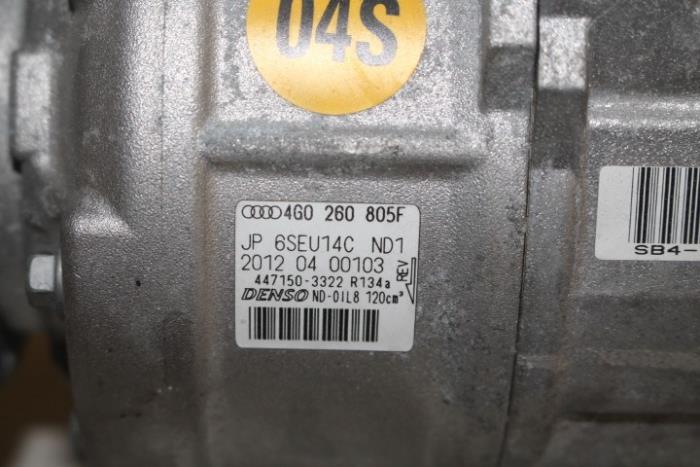 04S
4G0 260 805F
JP 6SEU14C ND1
2012 04 00103
447150-3322 R134a
REV
DENSO ND-OIL8 120cm³
SB4-